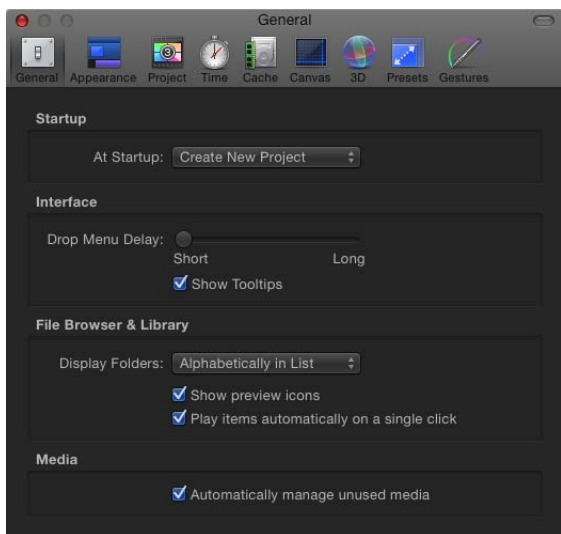 General
General Appearance Project Time Cache Canvas 3D Presets Gestures
Startup
At Startup: Create New Project
Interface
Drop Menu Delay:
Short Long
Show Tooltips
File Browser & Library
Display Folders: Alphabetically in List
Show preview icons
Play items automatically on a single click
Media
Automatically manage unused media